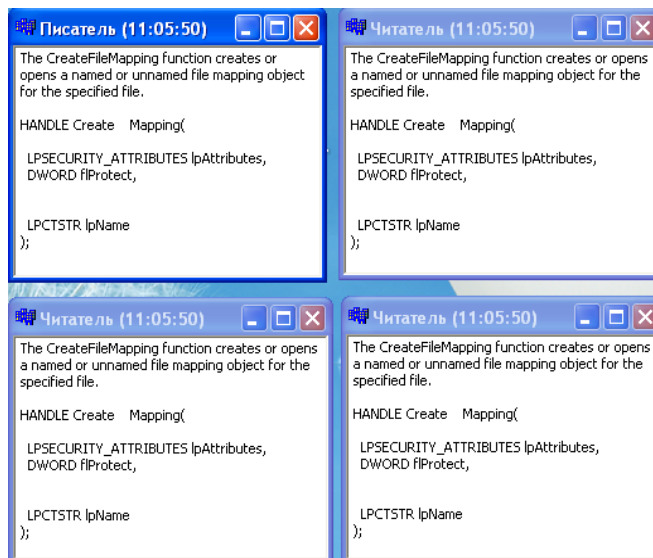 Писатель (11:05:50)
The CreateFileMapping function creates or
opens a named or unnamed file mapping object
for the specified file.
HANDLE Create    Mapping(
LPSECURITY_ATTRIBUTES lpAttributes,
DWORD flProtect,
LPCTSTR lpName
);
Читатель (11:05:50)
The CreateFileMapping function creates or opens
a named or unnamed file mapping object for the
specified file.
HANDLE Create    Mapping(
LPSECURITY_ATTRIBUTES lpAttributes,
DWORD flProtect,
LPCTSTR lpName
);
Читатель (11:05:50)
The CreateFileMapping function creates or opens
a named or unnamed file mapping object for the
specified file.
HANDLE Create    Mapping(
LPSECURITY_ATTRIBUTES lpAttributes,
DWORD flProtect,
LPCTSTR lpName
);
Читатель (11:05:50)
The CreateFileMapping function creates or opens
a named or unnamed file mapping object for the
specified file.
HANDLE Create    Mapping(
LPSECURITY_ATTRIBUTES lpAttributes,
DWORD flProtect,
LPCTSTR lpName
);